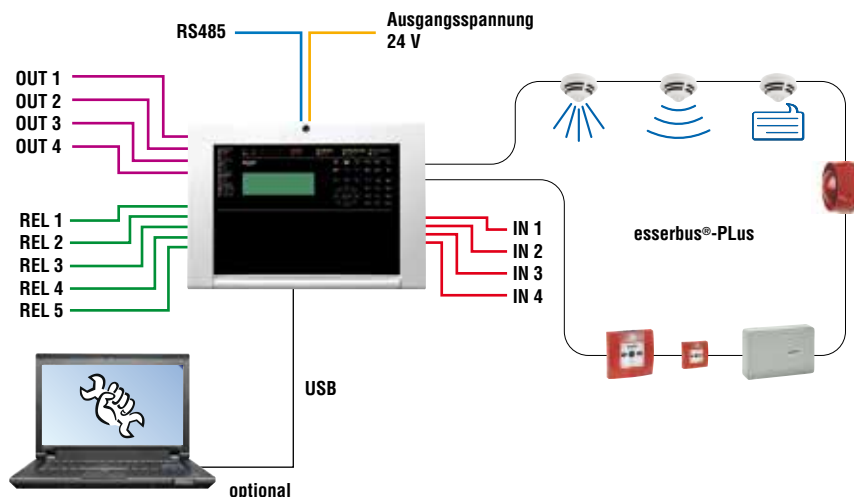 RS485
Ausgangsspannung
24 V
OUT 1
OUT 2
OUT 3
OUT 4
REL 1
REL 2
REL 3
REL 4
REL 5
IN 1
IN 2
IN 3
IN 4
esserbus®-PLus
USB
optional